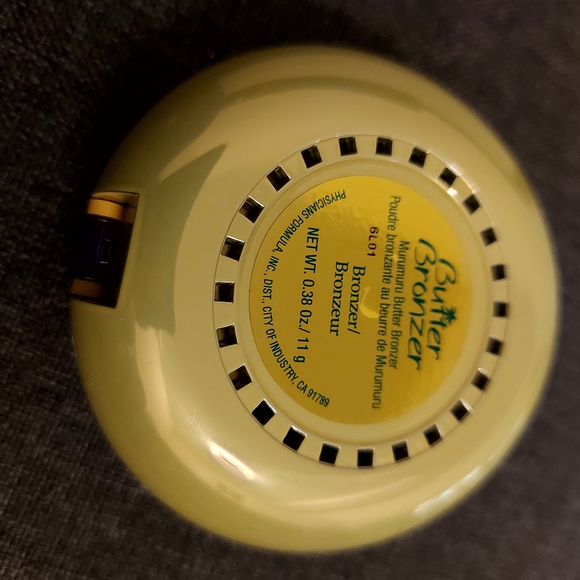 Butter
Bronzer
Murumuru Butter Bronzer
Poudre bronzante au beurre de Murumuru
6L01
Bronzer/
Bronzeur
NET WT. 0.38 Oz./ 11 g
PHYSICIANS FORMULA, INC., DIST., CITY OF INDUSTRY, CA 91789